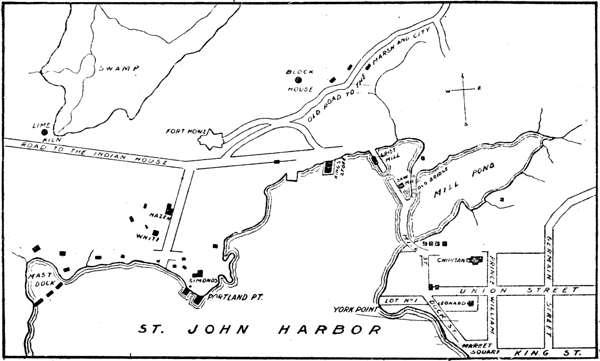 SWAMP
BLOCK
HOUSE
OLD ROAD TO THE MARSH AND CITY
N
W E
S
LIME
KILN
FORT HOWE
ROAD TO THE INDIAN HOUSE
GRIST
MILL
SAW MILL
OLD BRIDGE
MILL POND
HAZEN
WHITE
SIMONDS
PORTLAND PT.
MAST
DOCK
ST. JOHN HARBOR
YORK POINT
LOT No 1
ST
CHIPMAN
LEONARD
DOCK ST.
PRINCE
WILLIAM
GERMAIN
STREET
UNION STREET
MARKET
SQUARE
KING ST.